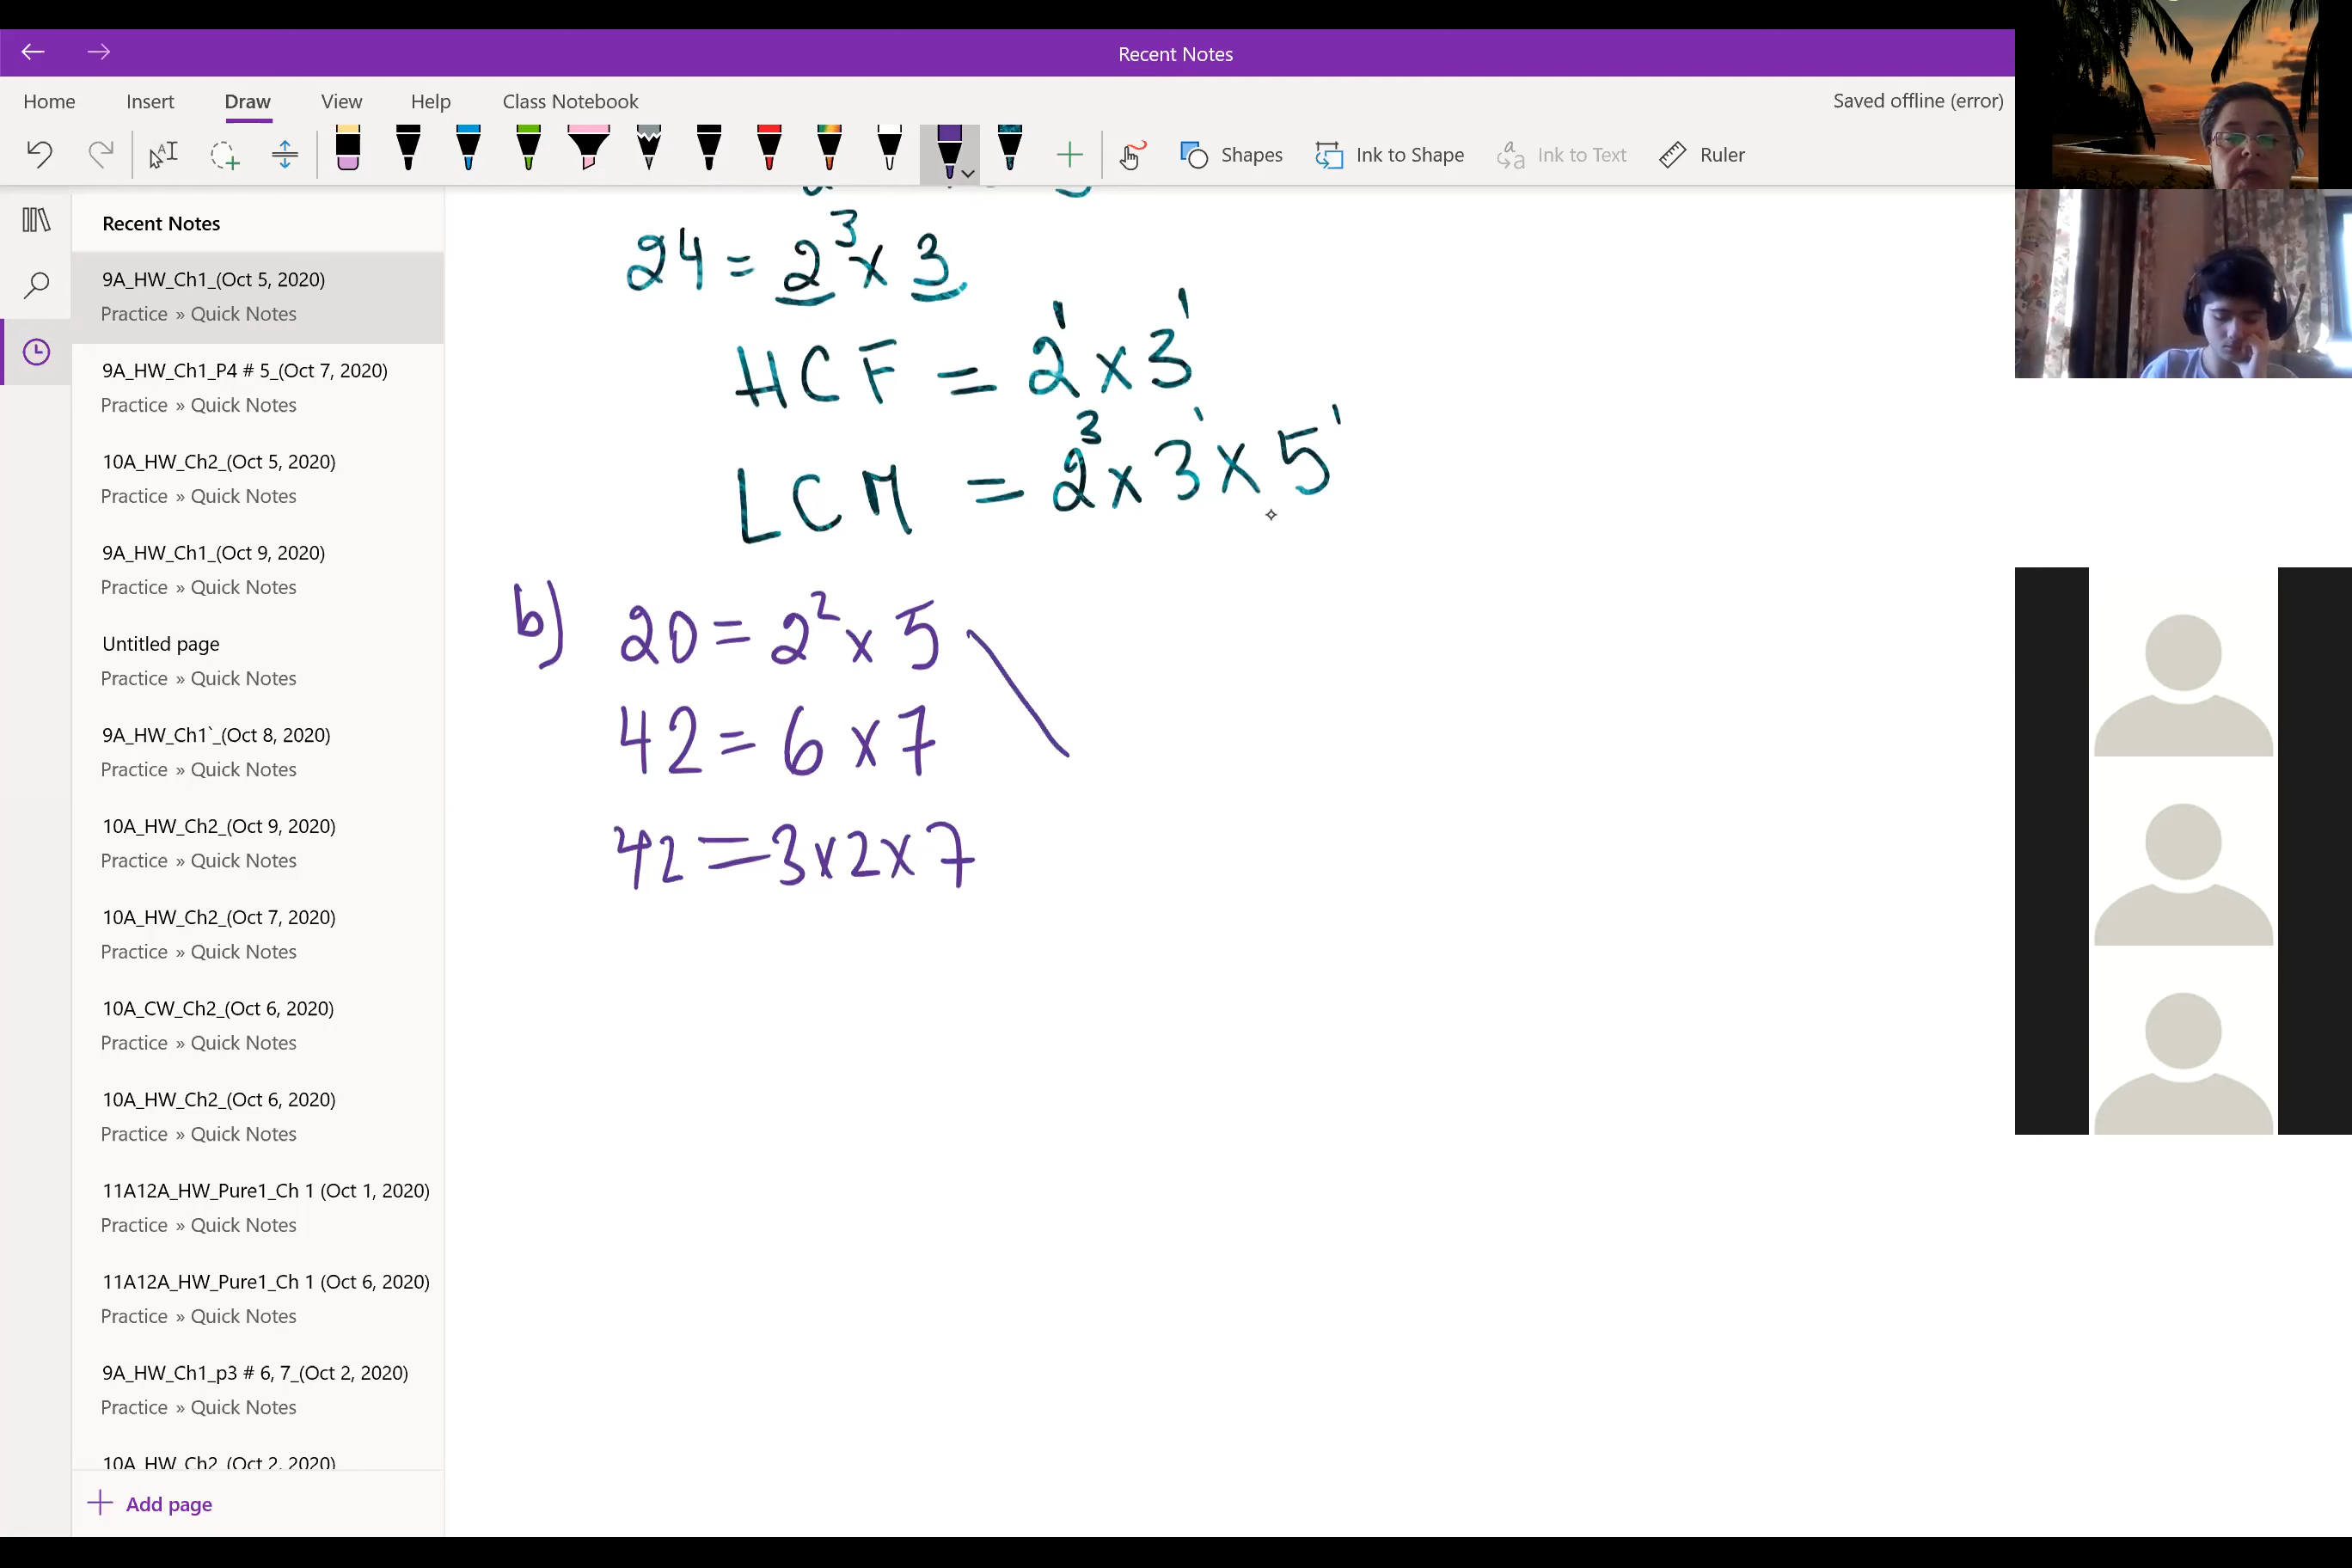 Recent Notes
Home Insert Draw View Help Class Notebook Saved offline (error)
Shapes Ink to Shape Ink to Text Ruler
Recent Notes
9A_HW_Ch1_(Oct 5, 2020)
Practice » Quick Notes
9A_HW_Ch1_P4 # 5_(Oct 7, 2020)
Practice » Quick Notes
10A_HW_Ch2_(Oct 5, 2020)
Practice » Quick Notes
9A_HW_Ch1_(Oct 9, 2020)
Practice » Quick Notes
Untitled page
Practice » Quick Notes
9A_HW_Ch1`_(Oct 8, 2020)
Practice » Quick Notes
10A_HW_Ch2_(Oct 9, 2020)
Practice » Quick Notes
10A_HW_Ch2_(Oct 7, 2020)
Practice » Quick Notes
10A_CW_Ch2_(Oct 6, 2020)
Practice » Quick Notes
10A_HW_Ch2_(Oct 6, 2020)
Practice » Quick Notes
11A12A_HW_Pure1_Ch 1 (Oct 1, 2020)
Practice » Quick Notes
11A12A_HW_Pure1_Ch 1 (Oct 6, 2020)
Practice » Quick Notes
9A_HW_Ch1_p3 # 6, 7_(Oct 2, 2020)
Practice » Quick Notes
10A_HW_Ch2_(Oct 2, 2020)
Add page
24 = 2³ x 3
HCF = 2¹ x 3¹
LCM = 2³ x 3¹ x 5¹
b) 20 = 2² x 5
42 = 6 x 7
42 = 3 x 2 x 7